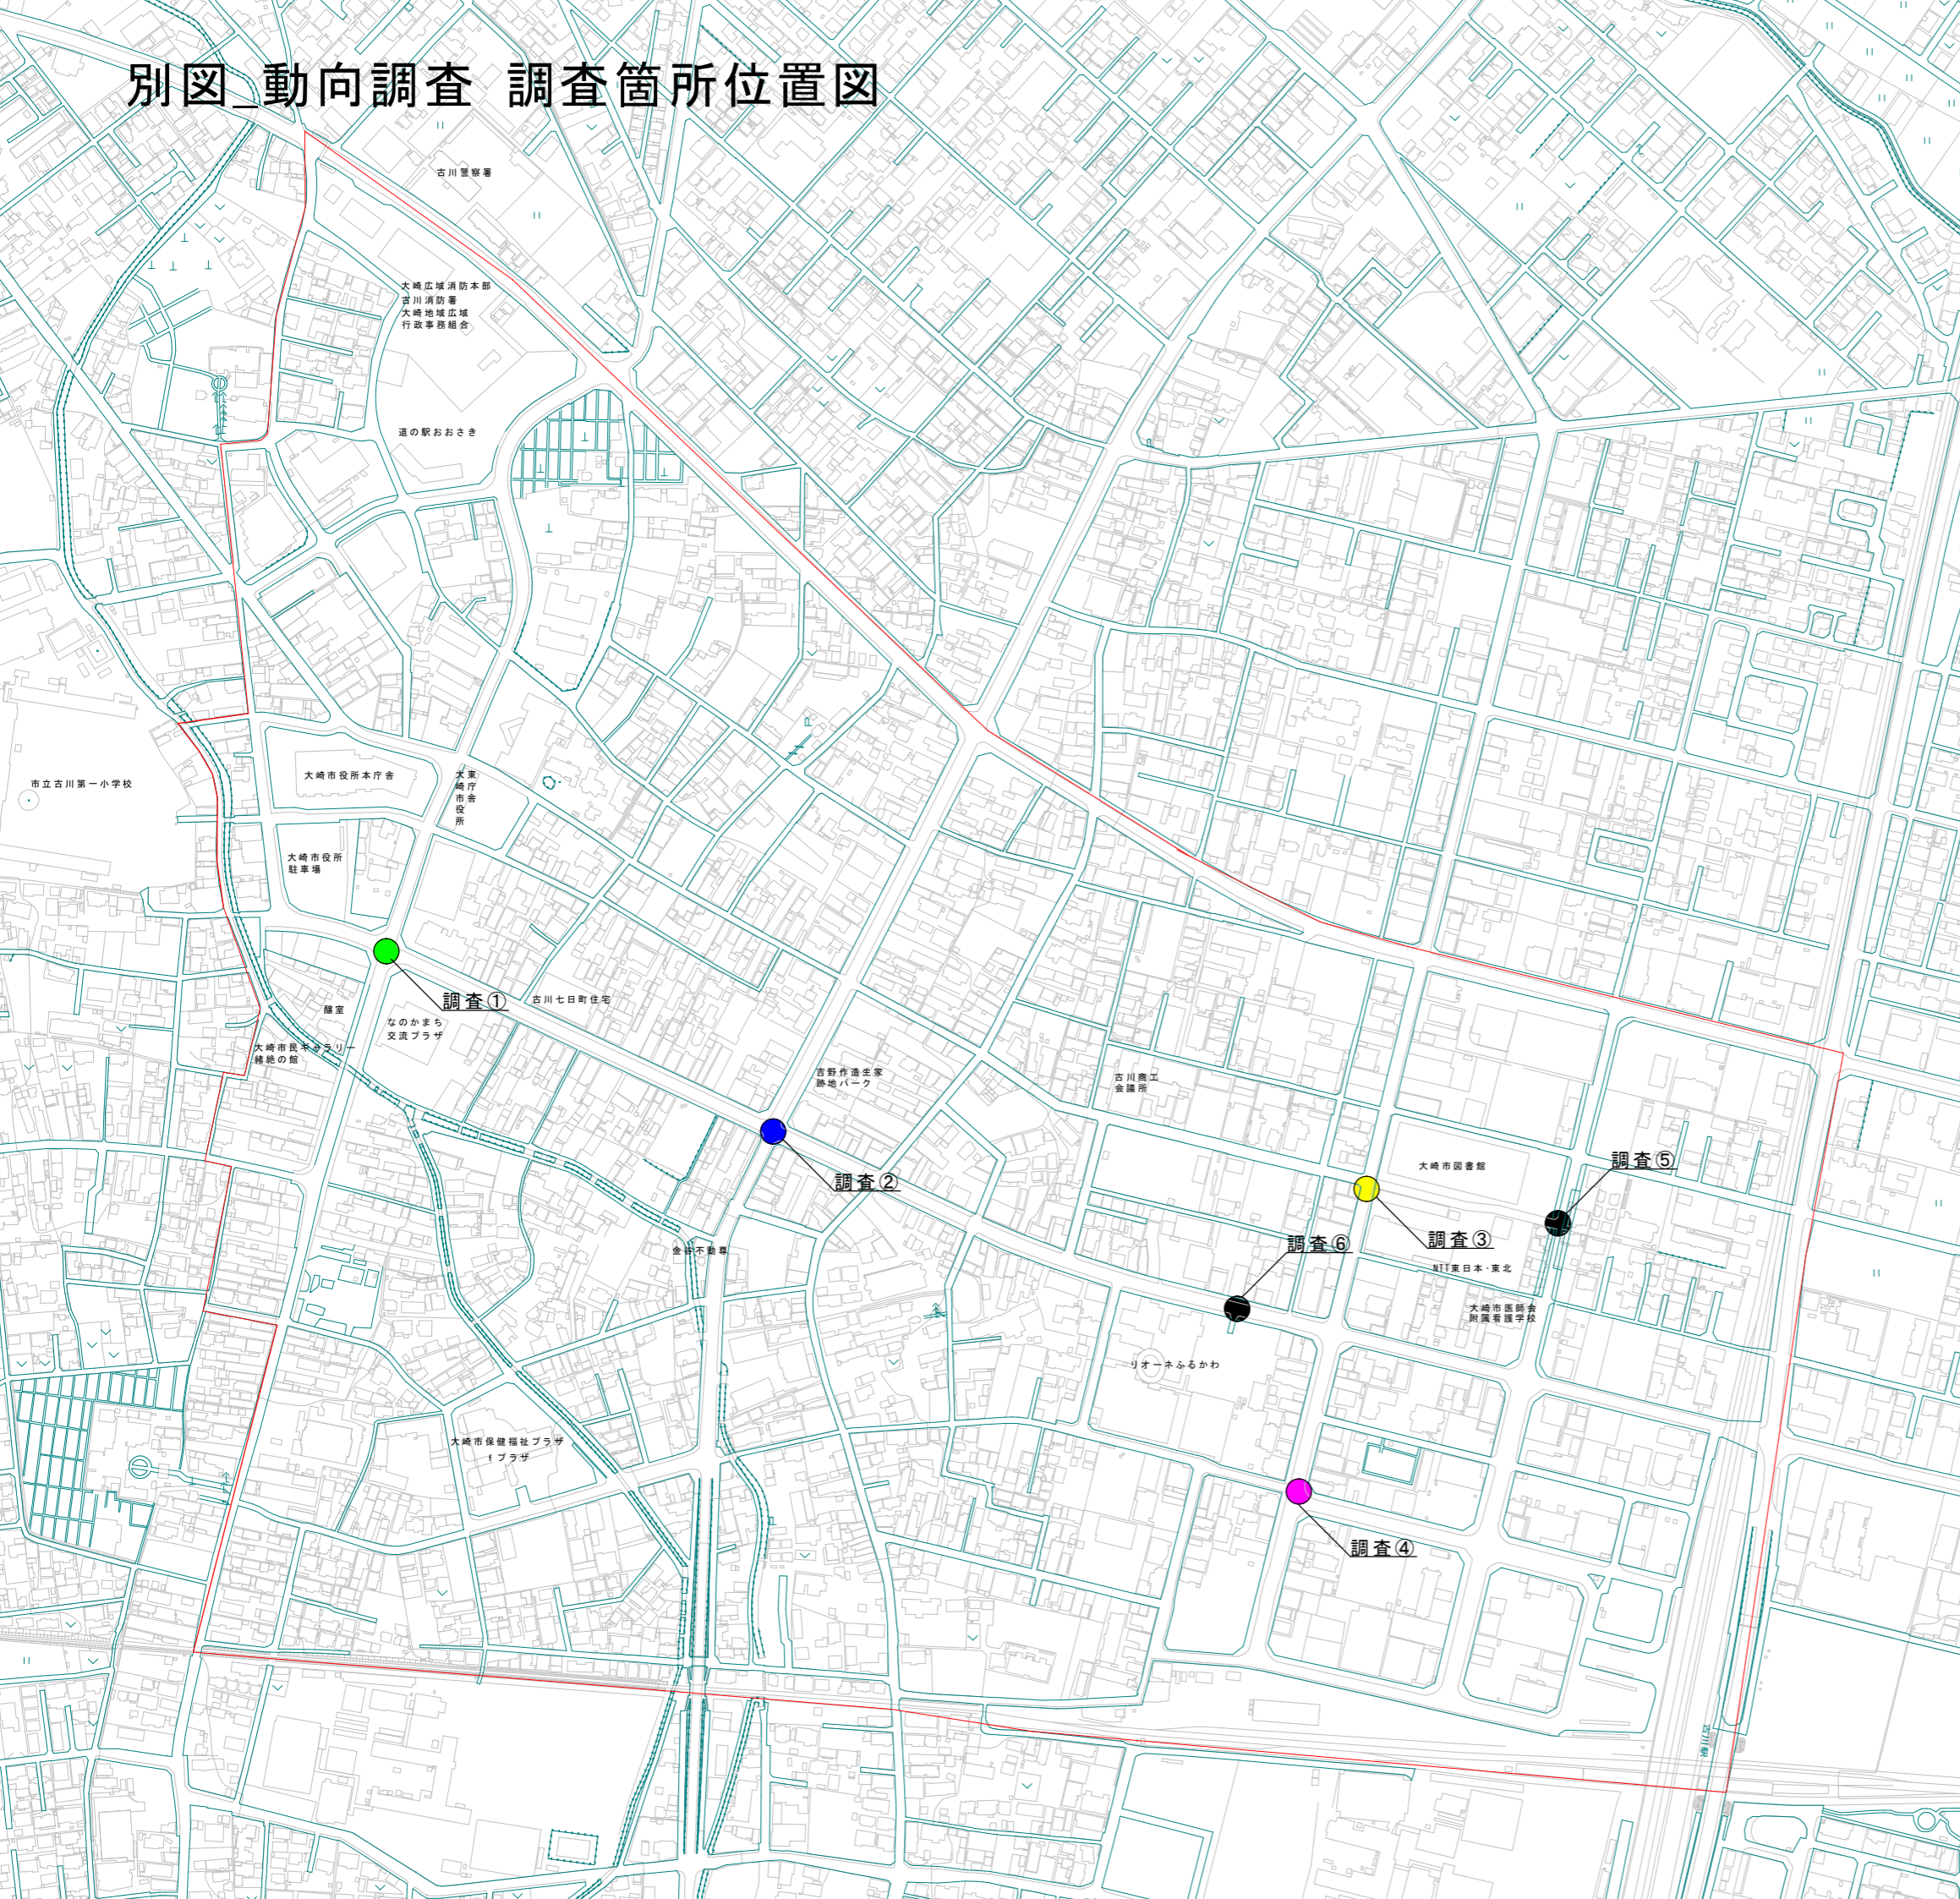 別図_動向調査 調査箇所位置図
古川警察署
大崎広域消防本部
古川消防署
大崎地域広域
行政事務組合
道の駅おおさき
市立古川第一小学校
大崎市役所本庁舎
大崎市役所
東庁舎
大崎市役所
駐車場
調査①
古川七日町住宅
醸室
なのかまち
交流プラザ
大崎市民ギャラリー
緒絶の館
吉野作造生家
跡地パーク
古川商工
会議所
調査②
大崎市図書館
調査⑤
調査③
調査⑥
金谷不動尊
NTT東日本-東北
大崎市医師会
附属看護学校
リオーネふるかわ
大崎市保健福祉プラザ
fプラザ
調査④
古川駅